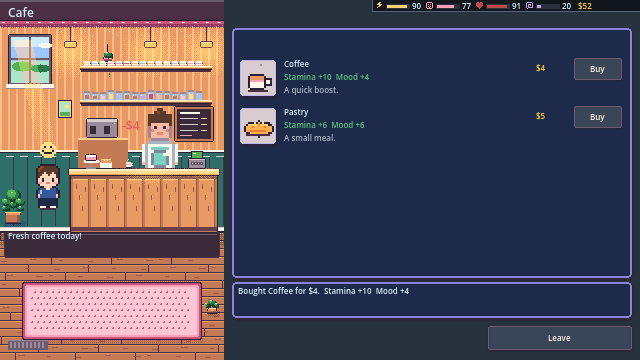 Cafe
90
77
91
20
$52
Coffee
Stamina +10 Mood +4
A quick boost.
$4
Buy
Pastry
Stamina +6 Mood +6
A small meal.
$5
Buy
-$4
Fresh coffee today!
Bought Coffee for $4. Stamina +10 Mood +4
Leave